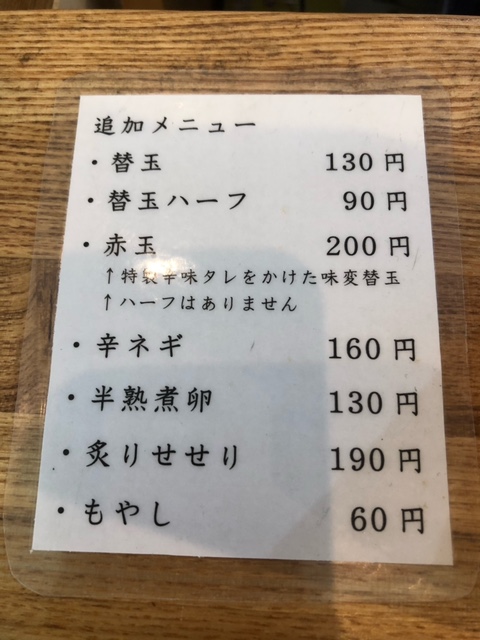 追加メニュー
・替玉 130円
・替玉ハーフ 90円
・赤玉 200円
↑特製辛味タレをかけた味変替玉
↑ハーフはありません
・辛ネギ 160円
・半熟煮卵 130円
・炙りせせり 190円
・もやし 60円